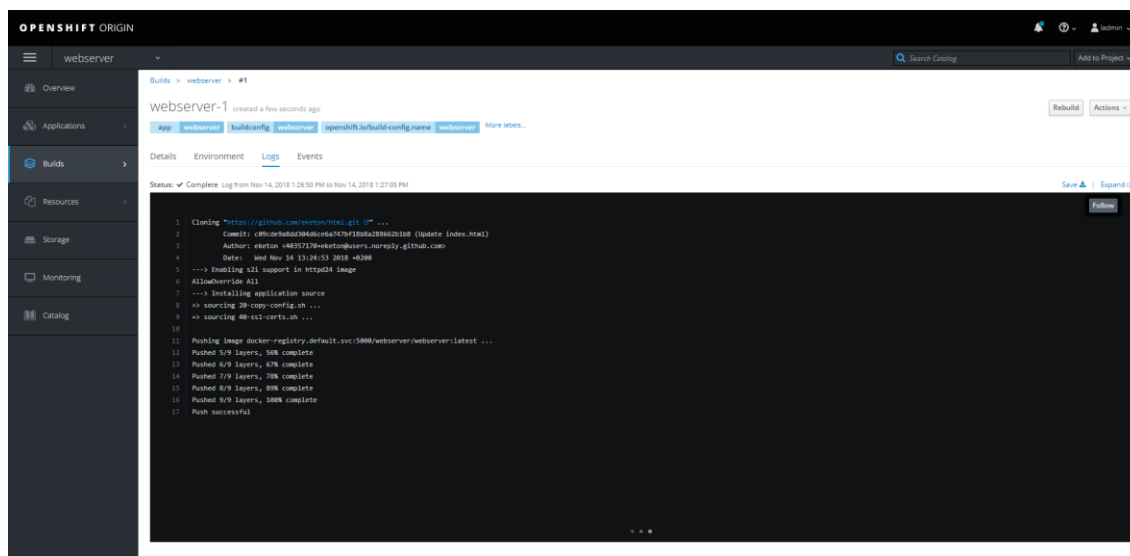 OPENSHIFT ORIGIN
ladmin
webserver
Search Catalog
Add to Project
Overview
Applications
Builds
Resources
Storage
Monitoring
Catalog
Builds > webserver > #1
webserver-1 created a few seconds ago
Rebuild Actions
app webserver buildconfig webserver openshift.io/build-config.name webserver More labels...
Details Environment Logs Events
Status: Complete Log from Nov 14, 2018 1:26:50 PM to Nov 14, 2018 1:27:05 PM
Save | Expand
Follow
1 Cloning "https://github.com/eketon/html.git" ...
2 Commit: (Update index.html)
3 Author: eketon <40357170+eketon@users.noreply.github.com>
4 Date: Wed Nov 14 13:24:53 2018 +0200
5 ---> Enabling s2i support in httpd24 image
6 AllowOverride All
7 ---> Installing application source
8 => sourcing 20-copy-config.sh ...
9 => sourcing 40-ssl-certs.sh ...
10
11 Pushing image docker-registry.default.svc:5000/webserver/webserver:latest ...
12 Pushed 5/9 layers, 56% complete
13 Pushed 6/9 layers, 67% complete
14 Pushed 7/9 layers, 78% complete
15 Pushed 8/9 layers, 89% complete
16 Pushed 9/9 layers, 100% complete
17 Push successful